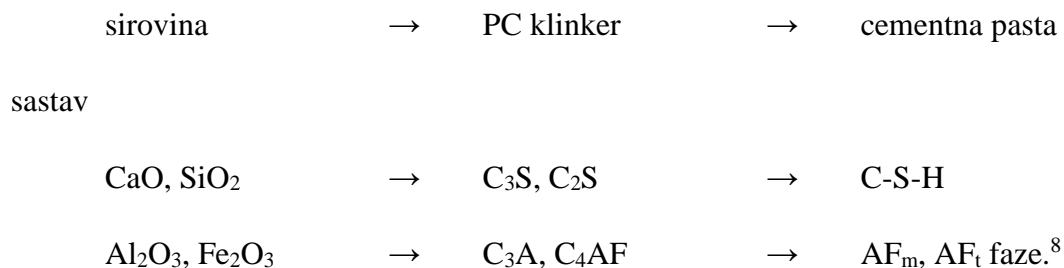 sirovina → PC klinker → cementna pasta
sastav
CaO, SiO₂ → C₃S, C₂S → C-S-H
Al₂O₃, Fe₂O₃ → C₃A, C₄AF → AFₘ, AFₜ faze.⁸